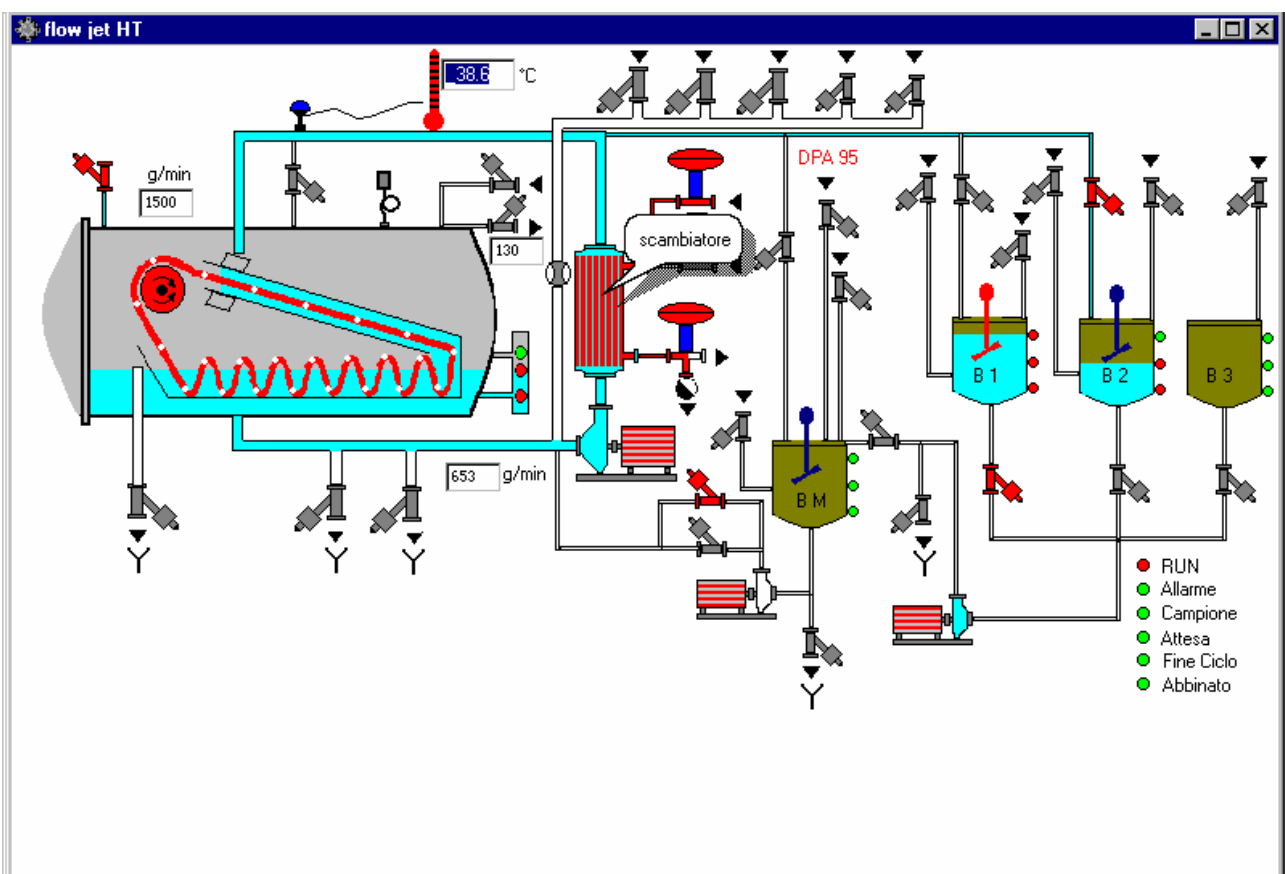 flow jet HT
38.6 °C
DPA 95
g/min
1500
scambiatore
130
B 1
B 2
B 3
653 g/min
B M
RUN
Allarme
Campione
Attesa
Fine Ciclo
Abbinato